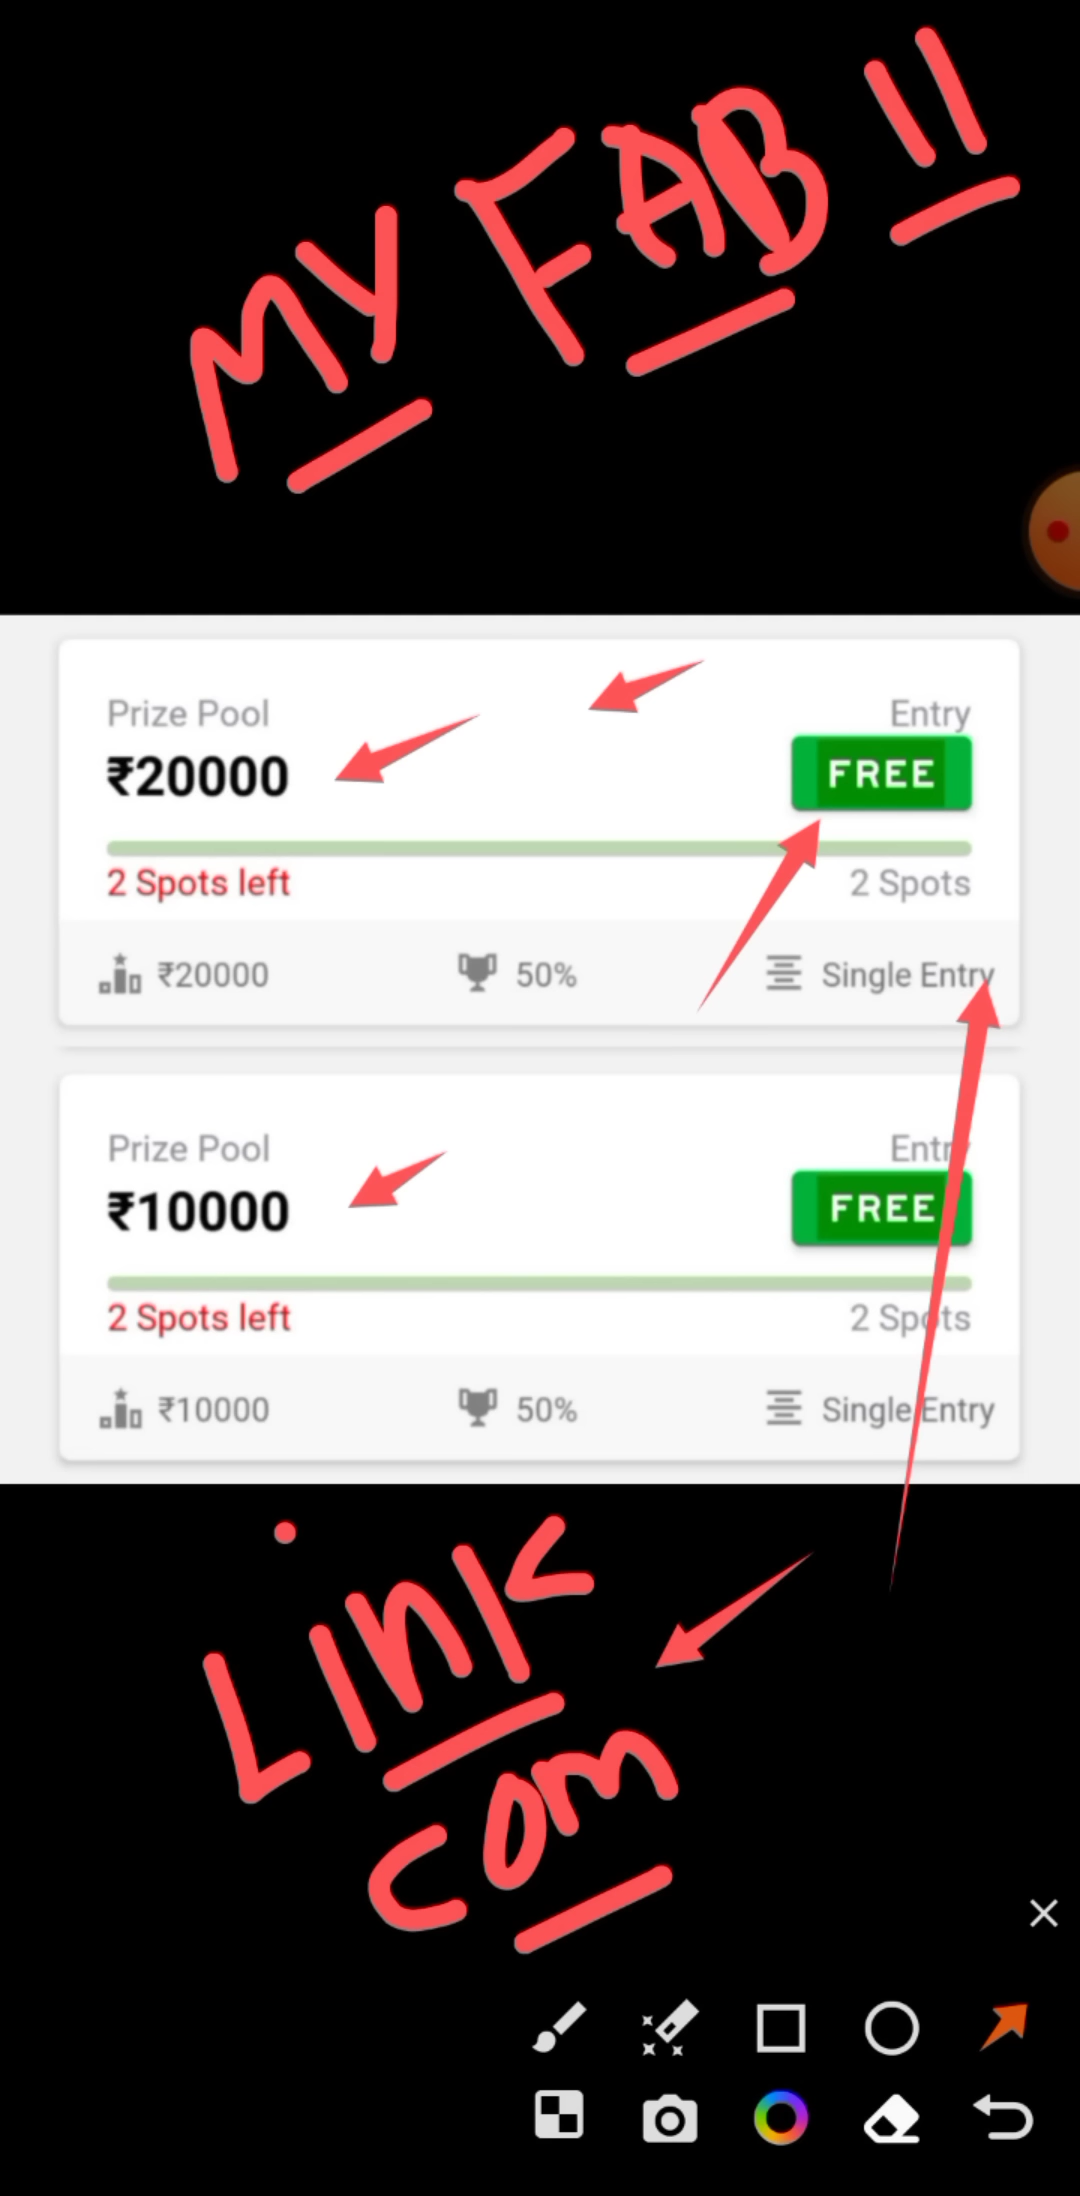 MY FAB !!
Prize Pool Entry
₹20000 FREE
2 Spots left 2 Spots
₹20000 50% Single Entry
Prize Pool Entry
₹10000 FREE
2 Spots left 2 Spots
₹10000 50% Single Entry
Link
com